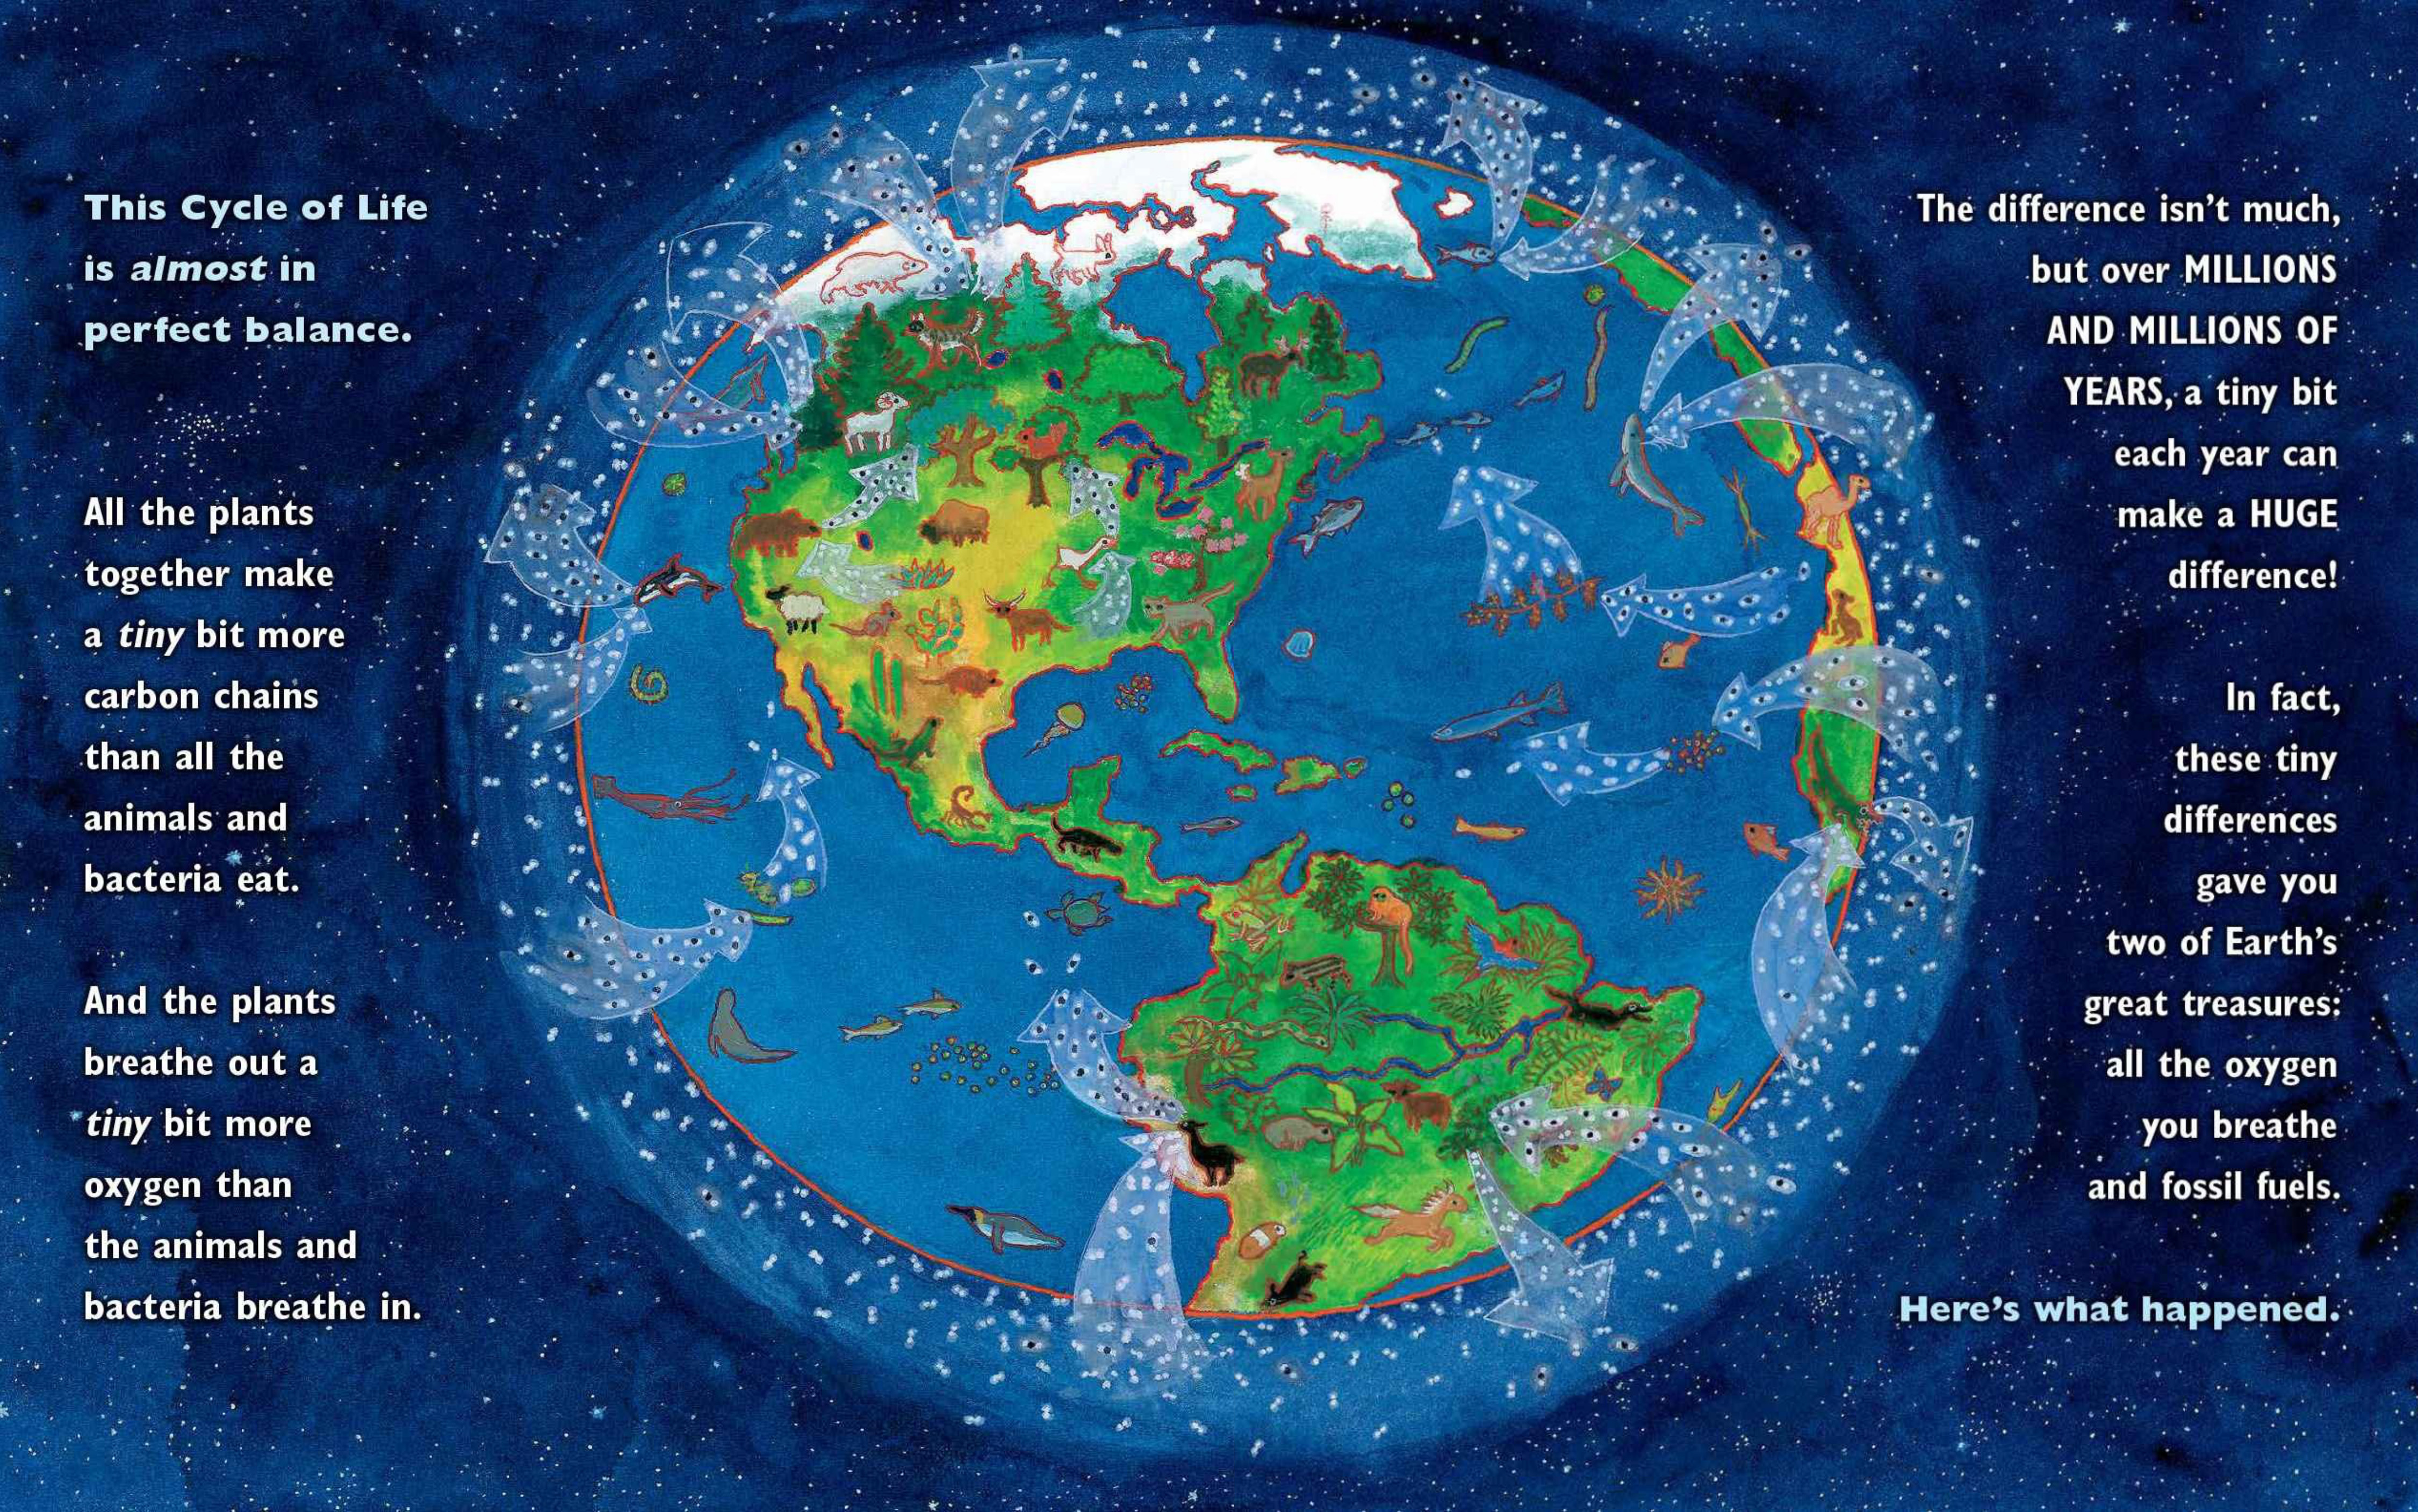 This Cycle of Life
is almost in
perfect balance.
All the plants
together make
a tiny bit more
carbon chains
than all the
animals and
bacteria eat.
And the plants
breathe out a
tiny bit more
oxygen than
the animals and
bacteria breathe in.
The difference isn't much,
but over MILLIONS
AND MILLIONS OF
YEARS, a tiny bit
each year can
make a HUGE
difference!
In fact,
these tiny
differences
gave you
two of Earth's
great treasures:
all the oxygen
you breathe
and fossil fuels.
Here's what happened.